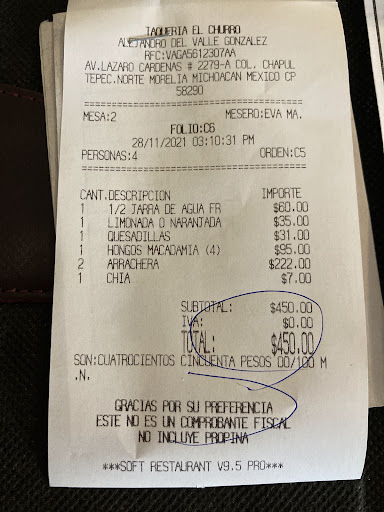 TAQUERIA EL CHURRO
ALEJANDRO DEL VALLE GONZALEZ
RFC:VAGA5612307AA
AV.LAZARO CARDENAS # 2279-A COL. CHAPUL
TEPEC.NORTE MORELIA MICHOACAN MEXICO CP
58290
MESA:2 MESERO:EVA MA.
FOLIO:C6
28/11/2021 03:10:31 PM
PERSONAS:4 ORDEN:C5
CANT.DESCRIPCION IMPORTE
1 1/2 JARRA DE AGUA FR $60.00
1 LIMONADA O NARANJADA $35.00
1 QUESADILLAS $31.00
1 HONGOS MACADAMIA (4) $95.00
2 ARRACHERA $222.00
1 CHIA $7.00
SUBTOTAL: $450.00
IVA: $0.00
TOTAL: $450.00
SON:CUATROCIENTOS CINCUENTA PESOS 00/100 M
.N.
GRACIAS POR SU PREFERENCIA
ESTE NO ES UN COMPROBANTE FISCAL
NO INCLUYE PROPINA
***SOFT RESTAURANT V9.5 PRO***